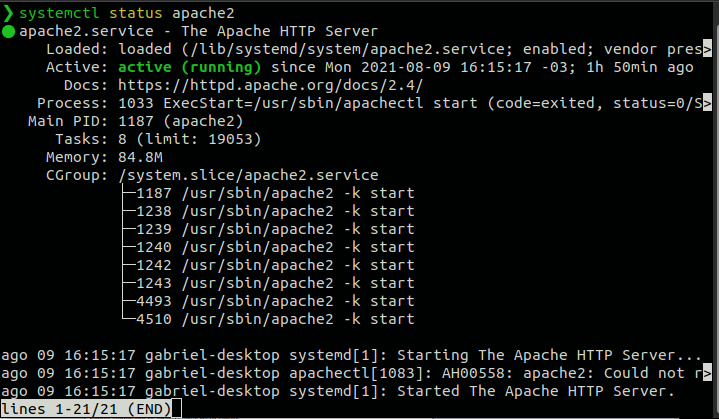 ❯ systemctl status apache2
● apache2.service - The Apache HTTP Server
Loaded: loaded (/lib/systemd/system/apache2.service; enabled; vendor pres>
Active: active (running) since Mon 2021-08-09 16:15:17 -03; 1h 50min ago
Docs: https://httpd.apache.org/docs/2.4/
Process: 1033 ExecStart=/usr/sbin/apachectl start (code=exited, status=0/S>
Main PID: 1187 (apache2)
Tasks: 8 (limit: 19053)
Memory: 84.8M
CGroup: /system.slice/apache2.service
├─1187 /usr/sbin/apache2 -k start
├─1238 /usr/sbin/apache2 -k start
├─1239 /usr/sbin/apache2 -k start
├─1240 /usr/sbin/apache2 -k start
├─1242 /usr/sbin/apache2 -k start
├─1243 /usr/sbin/apache2 -k start
├─4493 /usr/sbin/apache2 -k start
└─4510 /usr/sbin/apache2 -k start
ago 09 16:15:17 gabriel-desktop systemd[1]: Starting The Apache HTTP Server...
ago 09 16:15:17 gabriel-desktop apachectl[1083]: AH00558: apache2: Could not r>
ago 09 16:15:17 gabriel-desktop systemd[1]: Started The Apache HTTP Server.
lines 1-21/21 (END)